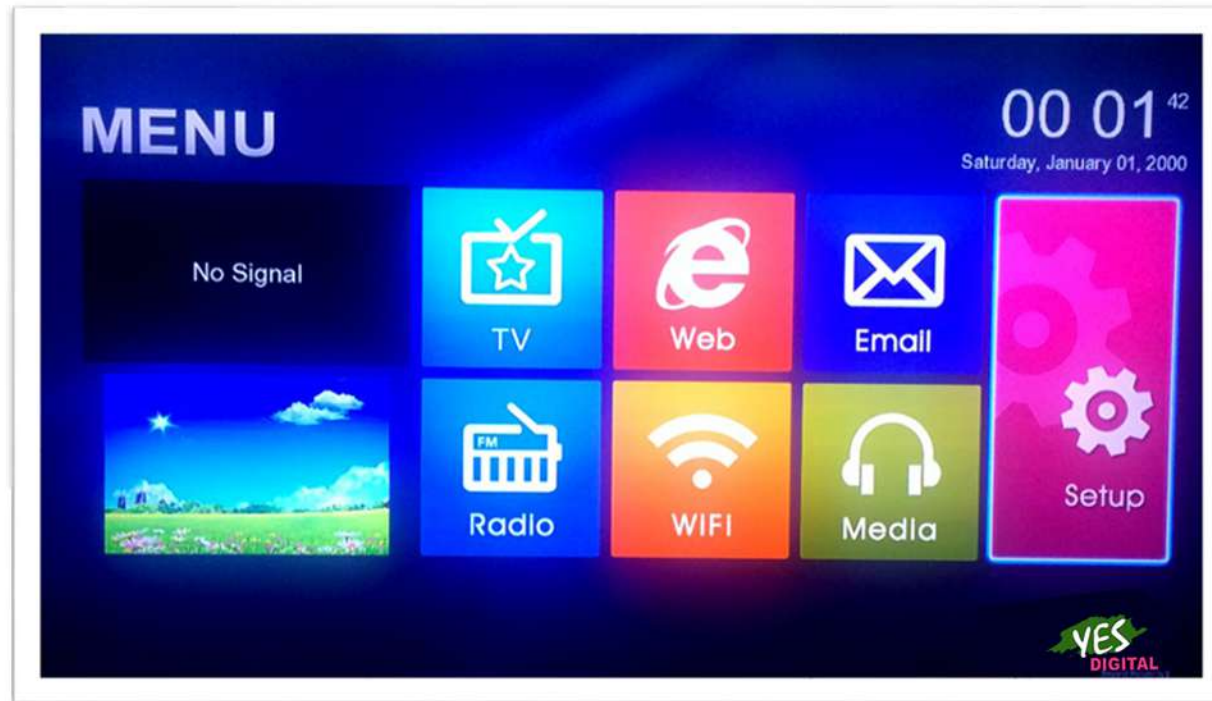 MENU
00 01 42
Saturday, January 01, 2000
No Signal
TV
Web
Email
FM
Radio
WIFI
Media
Setup
YES
DIGITAL